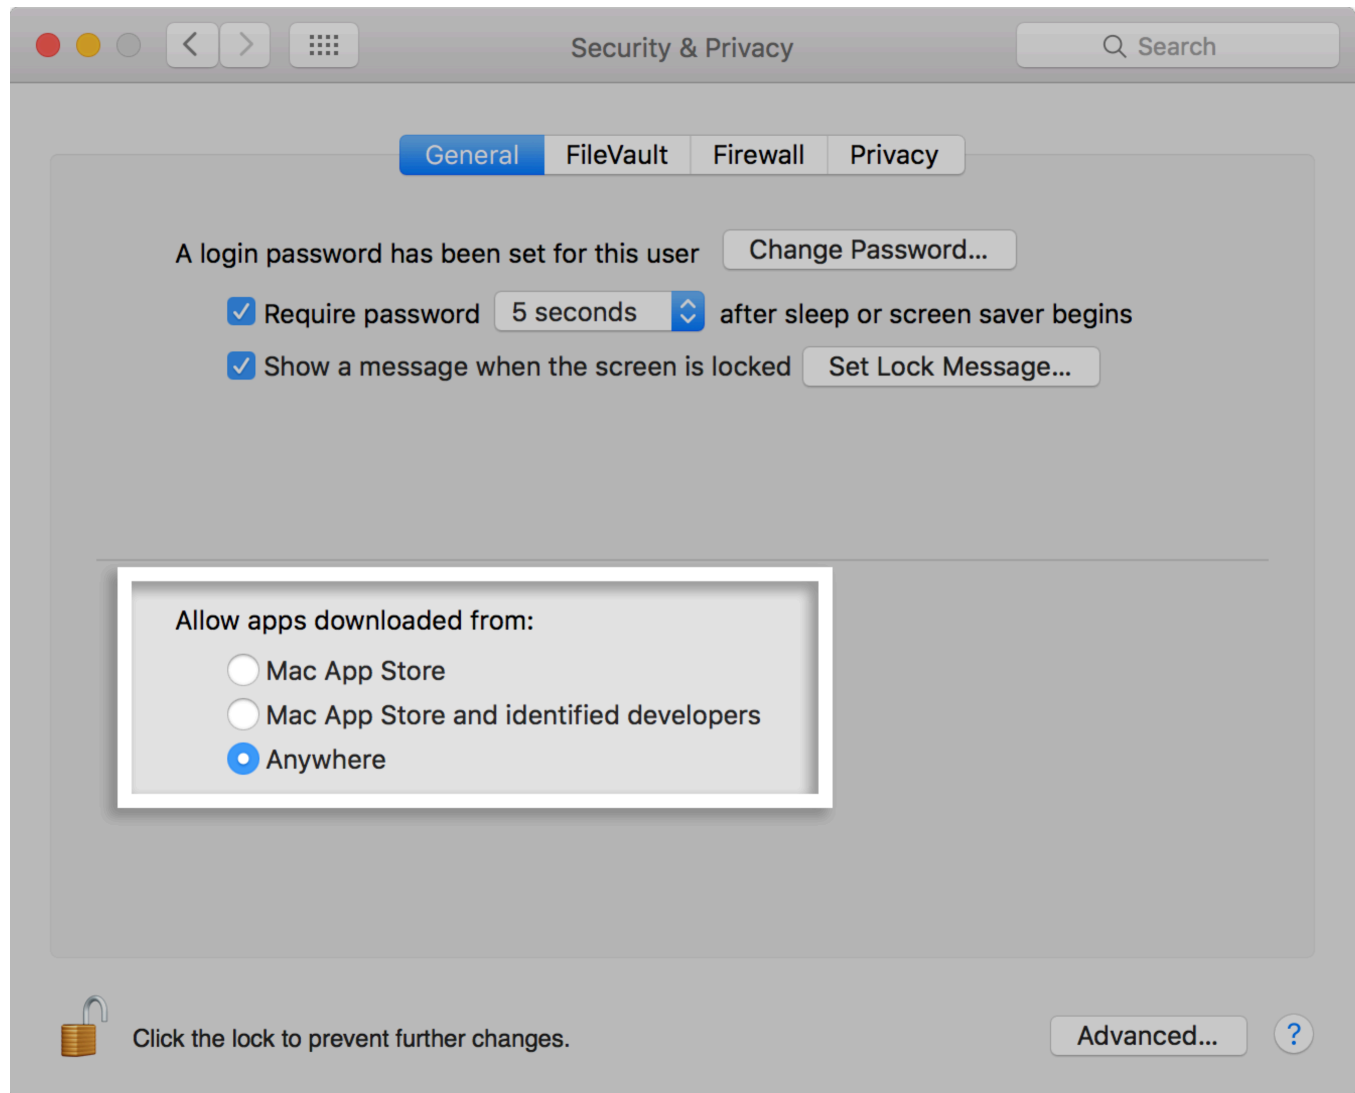 Security & Privacy
Search
General FileVault Firewall Privacy
A login password has been set for this user Change Password...
Require password 5 seconds after sleep or screen saver begins
Show a message when the screen is locked Set Lock Message...
Allow apps downloaded from:
Mac App Store
Mac App Store and identified developers
Anywhere
Click the lock to prevent further changes. Advanced... ?